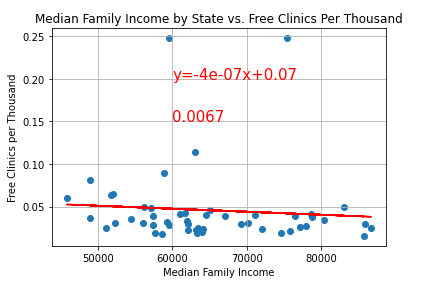 Median Family Income by State vs. Free Clinics Per Thousand
0.25
0.20
0.15
0.10
0.05
Free Clinics per Thousand
y=-4e-07x+0.07
0.0067
50000 60000 70000 80000
Median Family Income